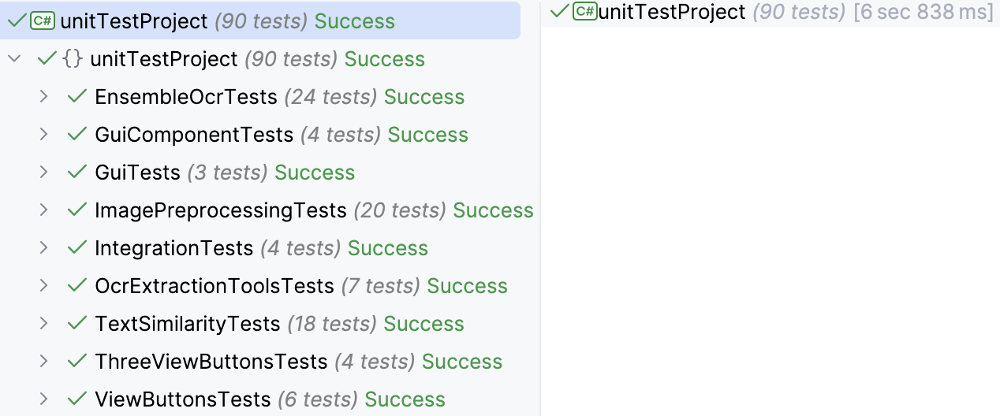 C# unitTestProject (90 tests) Success
{} unitTestProject (90 tests) Success
EnsembleOcrTests (24 tests) Success
GuiComponentTests (4 tests) Success
GuiTests (3 tests) Success
ImagePreprocessingTests (20 tests) Success
IntegrationTests (4 tests) Success
OcrExtractionToolsTests (7 tests) Success
TextSimilarityTests (18 tests) Success
ThreeViewButtonsTests (4 tests) Success
ViewButtonsTests (6 tests) Success
C# unitTestProject (90 tests) [6 sec 838 ms]